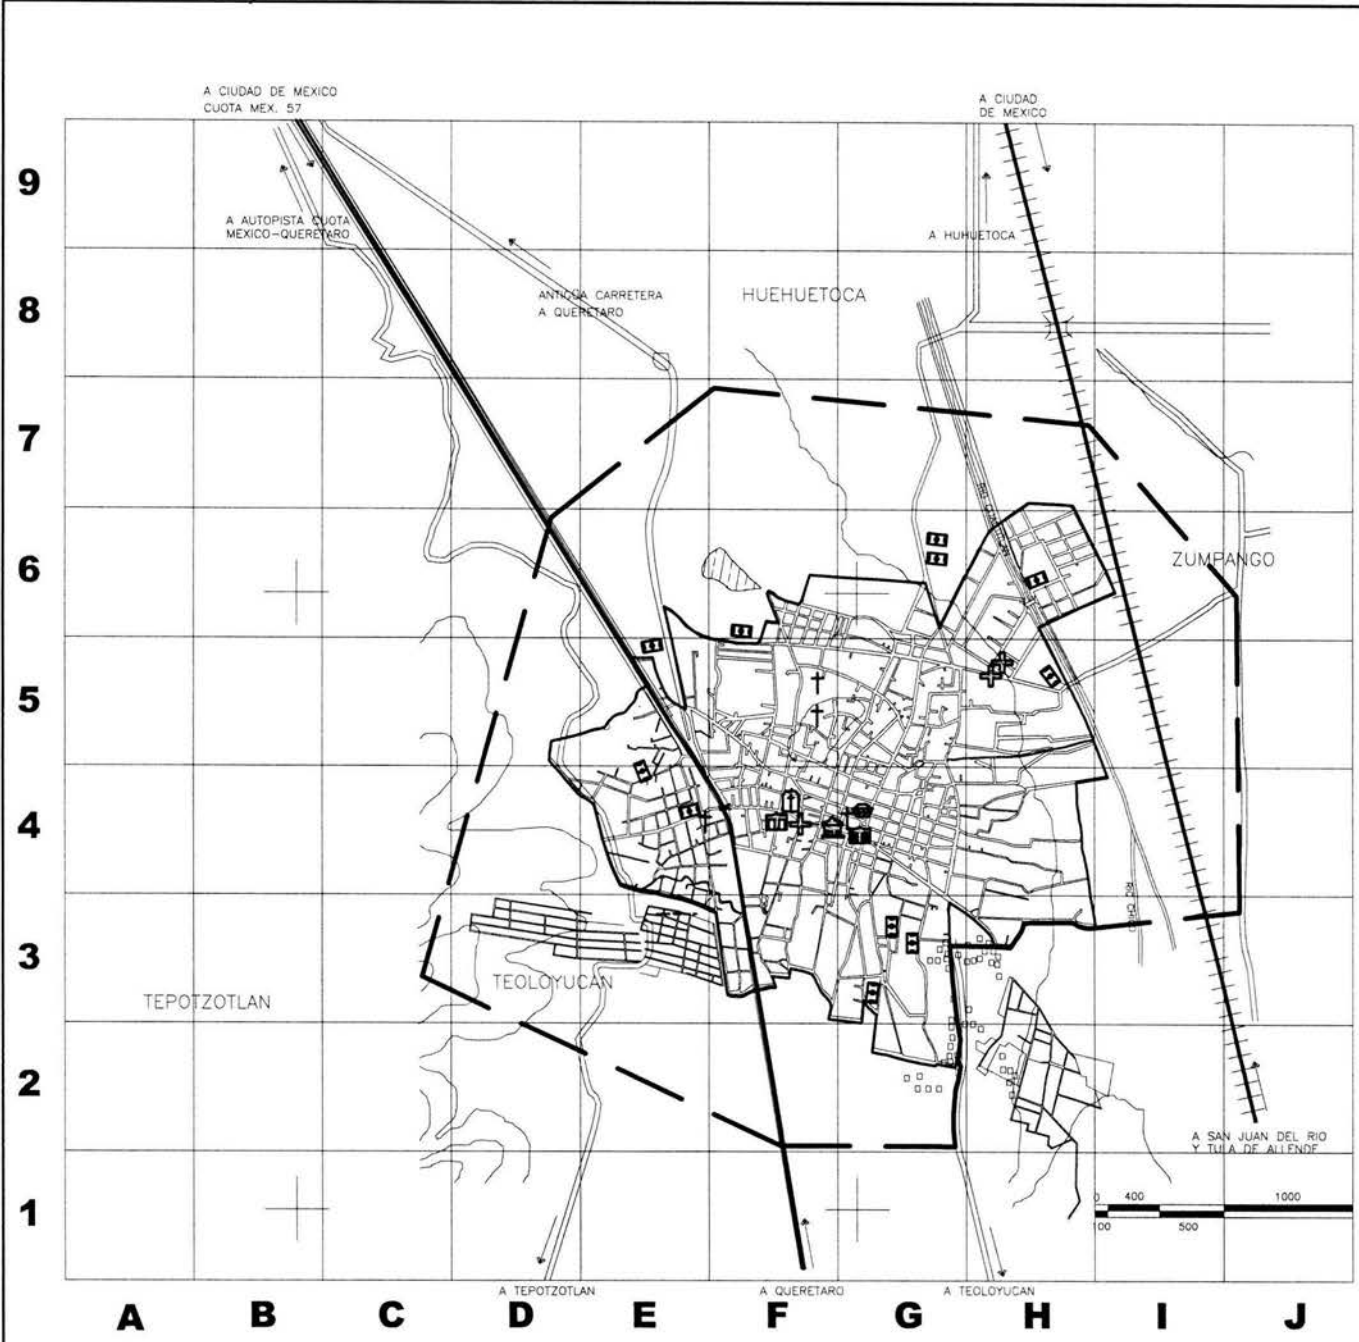 A CIUDAD DE MEXICO
CUOTA MEX. 57
A CIUDAD
DE MEXICO
9
A AUTOPISTA CUOTA
MEXICO-QUERETARO
A HUHUETOCA
8
ANTIGUA CARRETERA
A QUERETARO
HUEHUETOCA
7
6
ZUMPANGO
5
4
3
TEOLOYUCAN
TEPOTZOTLAN
2
A SAN JUAN DEL RIO
Y TULA DE ALLENDE
1
0 400 1000
100 500
A TEPOTZOTLAN
A QUERETARO
A TEOLOYUCAN
A B C D E F G H I J